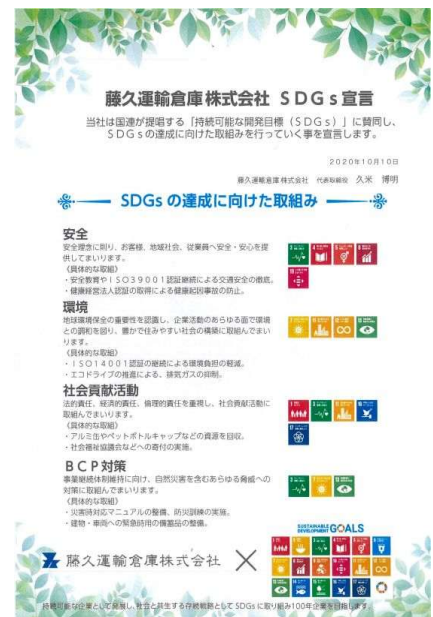 藤久運輸倉庫株式会社 SDGs宣言
当社は国連が提唱する「持続可能な開発目標(SDGs)」に賛同し、
SDGsの達成に向けた取組みを行っていく事を宣言します。
2020年10月10日
藤久運輸倉庫株式会社 代表取締役 久米 博明
SDGs の達成に向けた取組み
安全
安全理念に則り、お客様、地域社会、従業員へ安全・安心を提
供してまいります。
《具体的な取組》
・安全教育やISO39001認証継続による交通安全の徹底。
・健康経営法人認証の取得による健康起因事故の防止。
環境
地球環境保全の重要性を認識し、企業活動のあらゆる面で環境
との調和を図り、豊かで住みやすい社会の構築に取組んでまい
ります。
《具体的な取組》
・ISO14001認証の継続による環境負担の軽減。
・エコドライブの推進による、排気ガスの抑制。
社会貢献活動
法的責任、経済的責任、倫理的責任を重視し、社会貢献活動に
取組んでまいります。
《具体的な取組》
・アルミ缶やペットボトルキャップなどの資源を回収。
・社会福祉協議会などへの寄付の実施。
BCP対策
事業継続体制維持に向け、自然災害を含むあらゆる脅威への
対策に取組んでまいります。
《具体的な取組》
・災害時対応マニュアルの整備、防災訓練の実施。
・建物・車両への緊急時用の備蓄品の整備。
SUSTAINABLE
DEVELOPMENT GOALS
藤久運輸倉庫株式会社
持続可能な企業として発展し、社会と共生する存続戦略としてSDGsに取り組み100年企業を目指します。